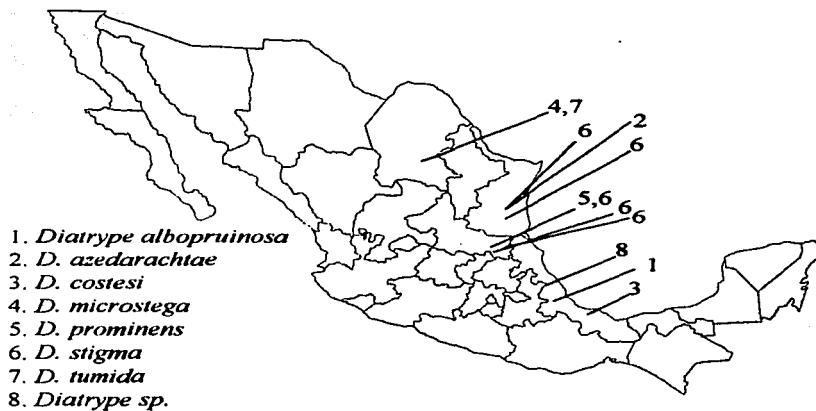 4,7
2
6
6
5,6
6
6
8
1
3
1. Diatrype albopruinosa
2. D. azedarachtae
3. D. costesi
4. D. microstega
5. D. prominens
6. D. stigma
7. D. tumida
8. Diatrype sp.